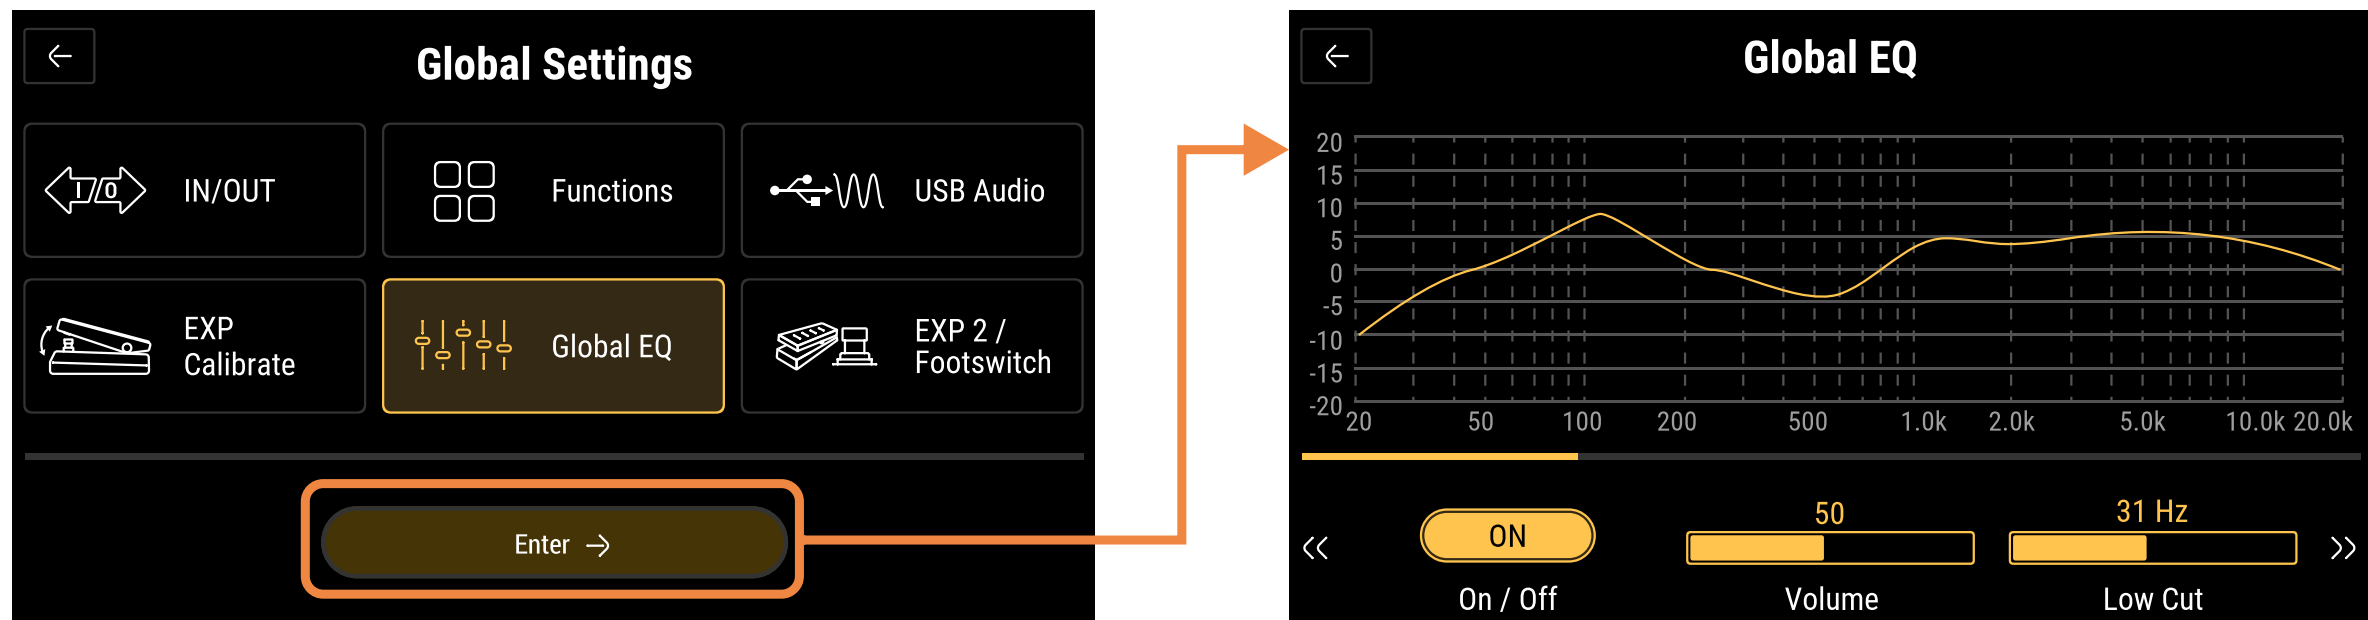 Global Settings
I/O
IN/OUT
Functions
USB Audio
EXP
Calibrate
Global EQ
EXP 2 /
Footswitch
Enter
Global EQ
20
15
10
5
0
-5
-10
-15
-20
20 50 100 200 500 1.0k 2.0k 5.0k 10.0k 20.0k
ON
On / Off
50
Volume
31 Hz
Low Cut